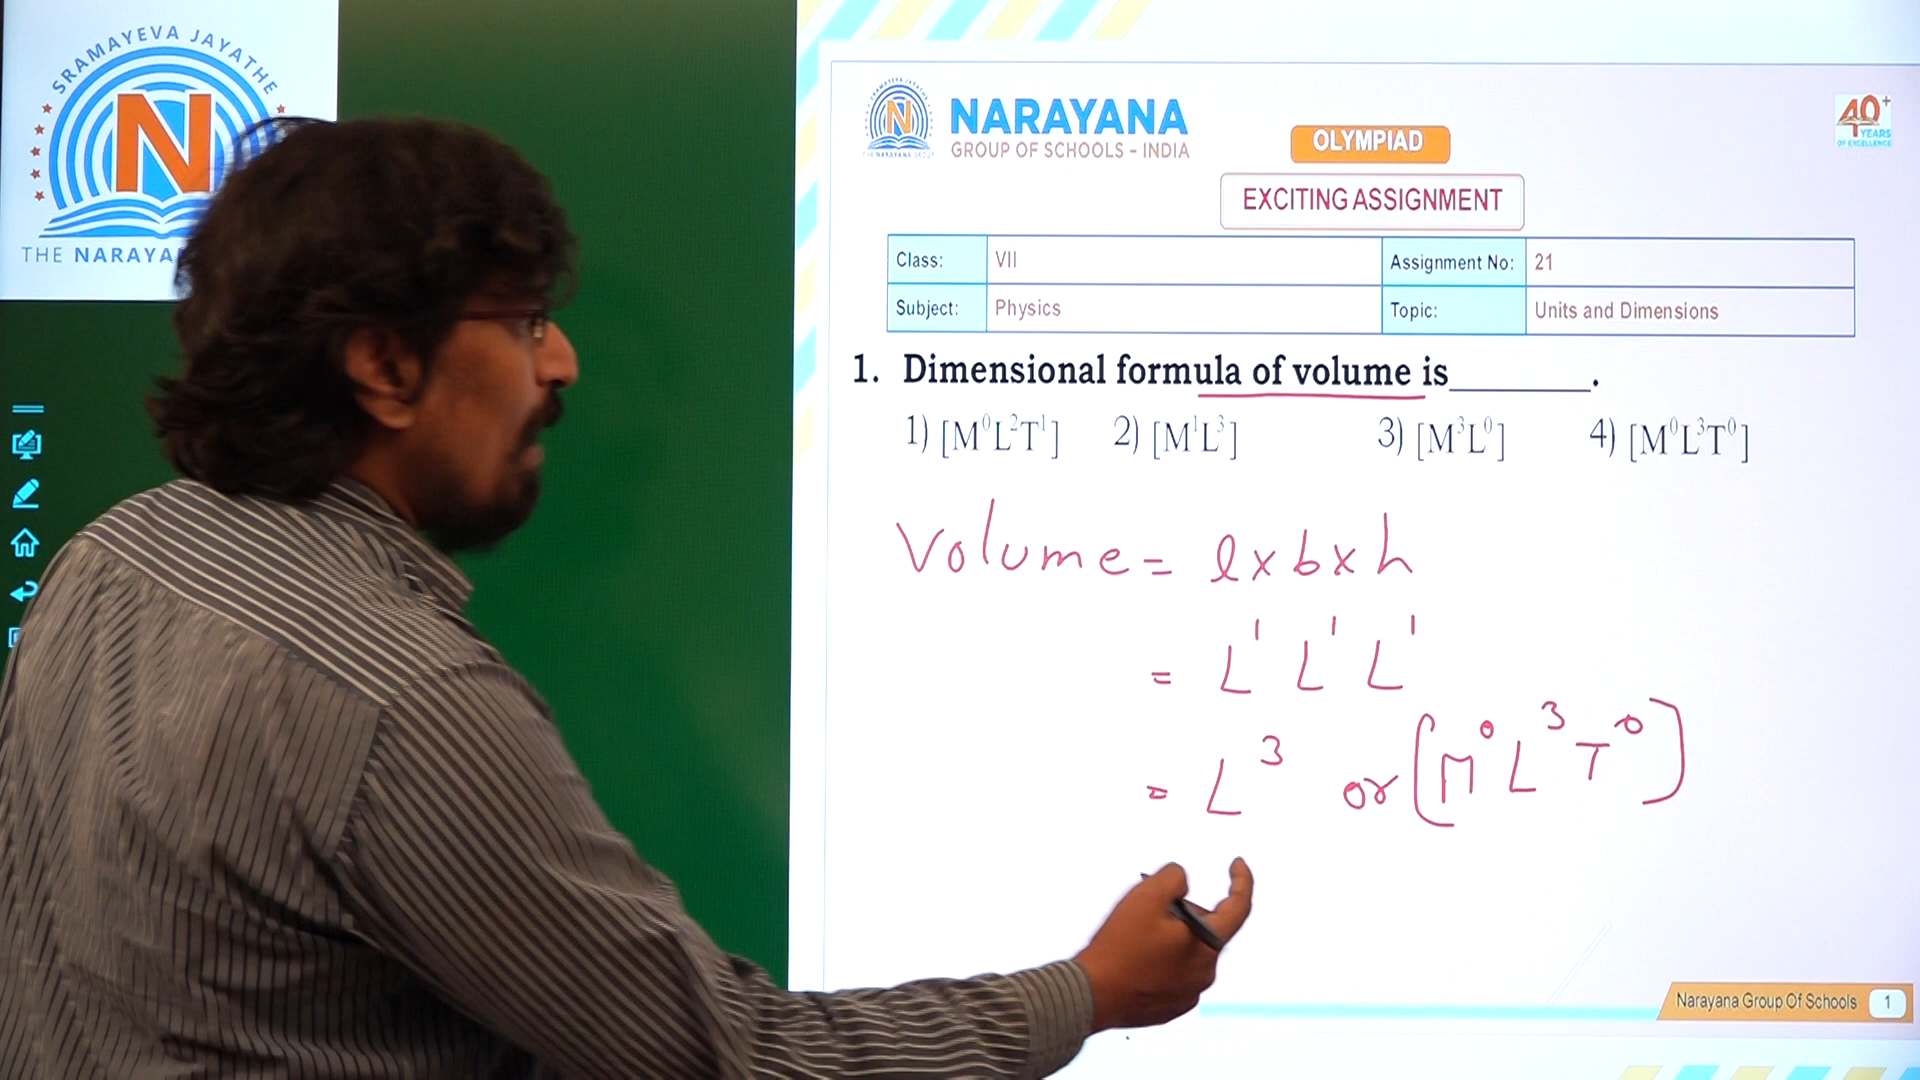 SRAMAYEVA JAYATHE
N
THE NARAYA
NARAYANA
GROUP OF SCHOOLS - INDIA
OLYMPIAD
EXCITING ASSIGNMENT
40+
YEARS
OF EXCELLENCE
Class: VII Assignment No: 21
Subject: Physics Topic: Units and Dimensions
1. Dimensional formula of volume is________.
1) [M⁰L²T¹] 2) [M¹L³] 3) [M³L⁰] 4) [M⁰L³T⁰]
Volume = l x b x h
= L¹ L¹ L¹
= L³ or [M⁰ L³ T⁰]
Narayana Group Of Schools 1